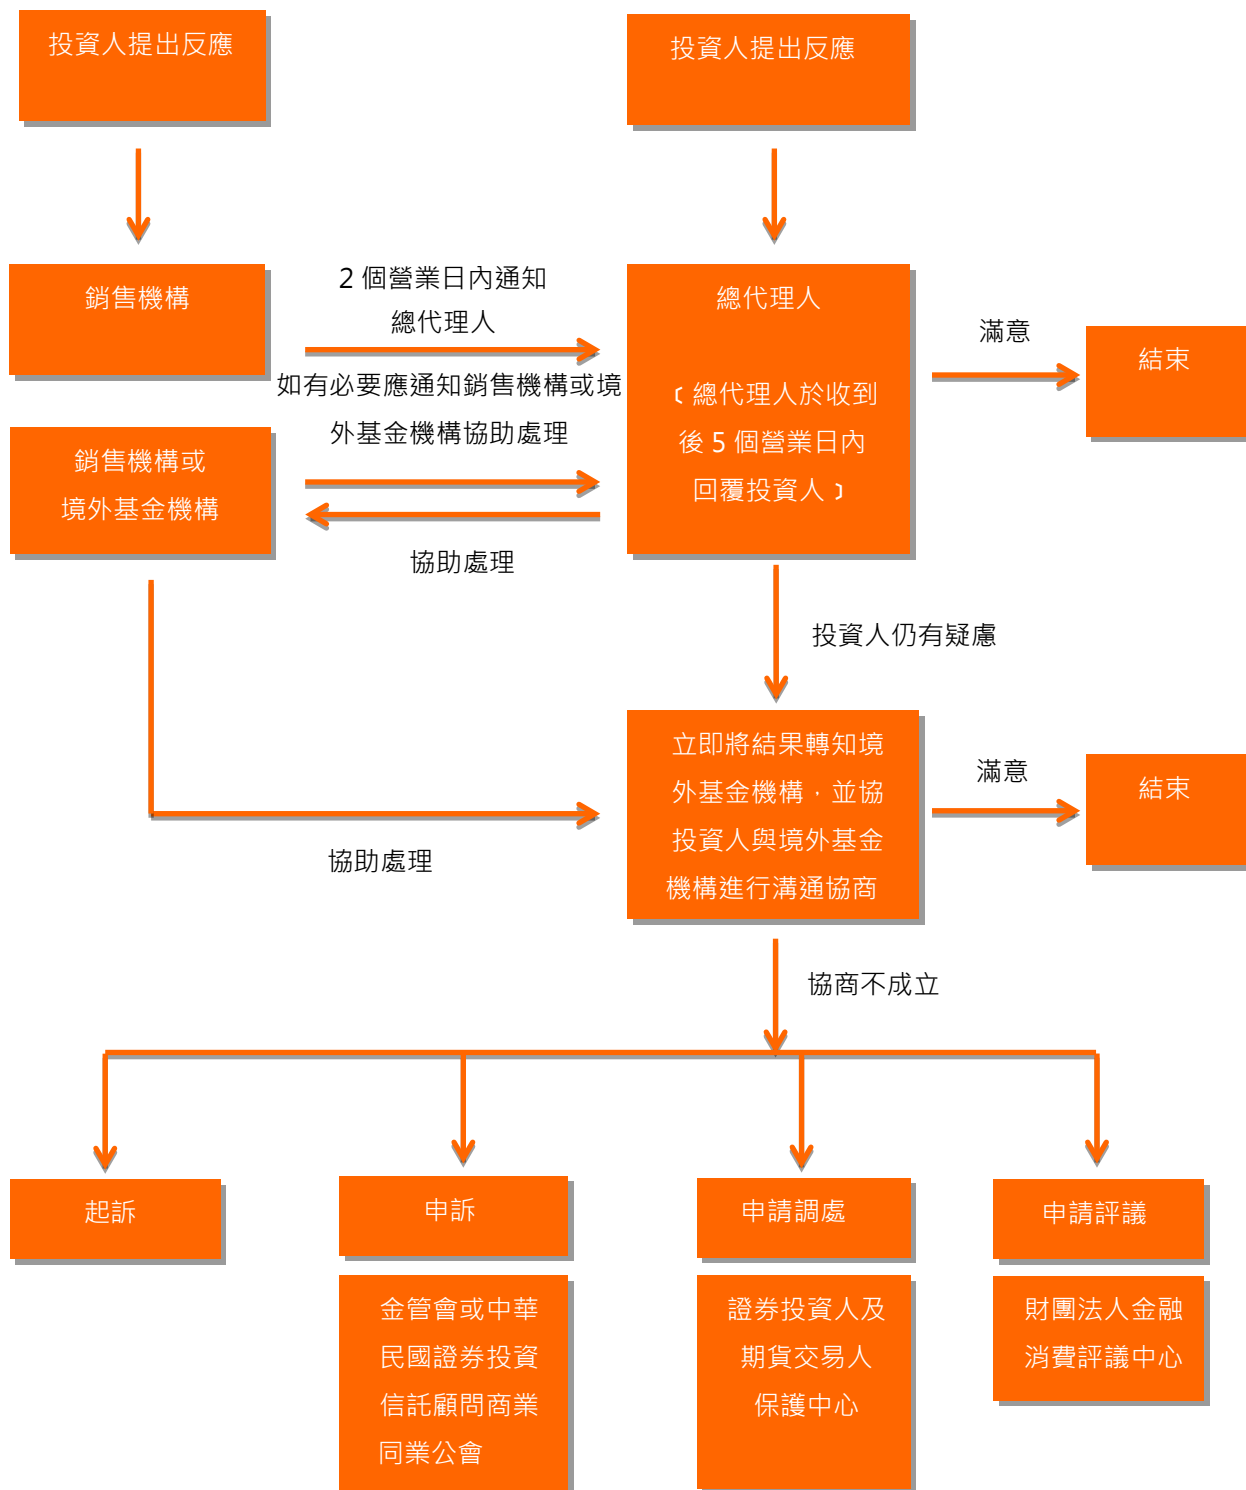 投資人提出反應
投資人提出反應
銷售機構
2 個營業日內通知
總代理人
總代理人
﹝總代理人於收到
後 5 個營業日內
回覆投資人﹞
滿意
結束
如有必要應通知銷售機構或境
外基金機構協助處理
銷售機構或
境外基金機構
協助處理
投資人仍有疑慮
立即將結果轉知境
外基金機構，並協
投資人與境外基金
機構進行溝通協商
滿意
結束
協助處理
協商不成立
起訴
申訴
金管會或中華
民國證券投資
信託顧問商業
同業公會
申請調處
證券投資人及
期貨交易人
保護中心
申請評議
財團法人金融
消費評議中心